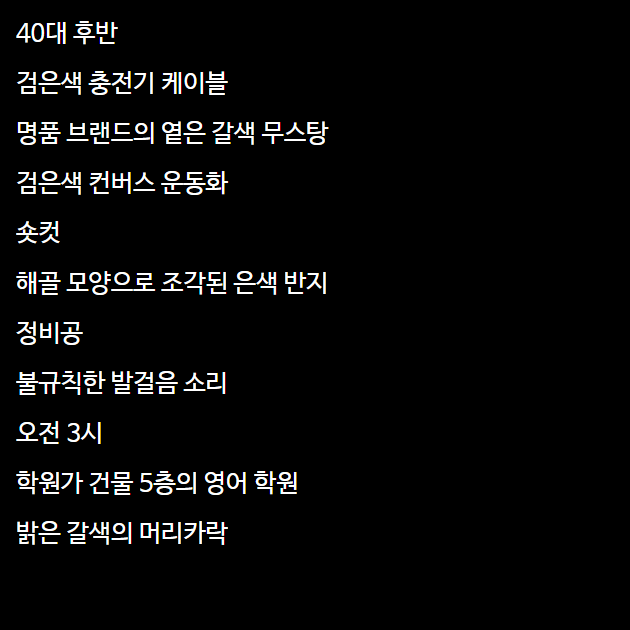 40대 후반
검은색 충전기 케이블
명품 브랜드의 옅은 갈색 무스탕
검은색 컨버스 운동화
숏컷
해골 모양으로 조각된 은색 반지
정비공
불규칙한 발걸음 소리
오전 3시
학원가 건물 5층의 영어 학원
밝은 갈색의 머리카락